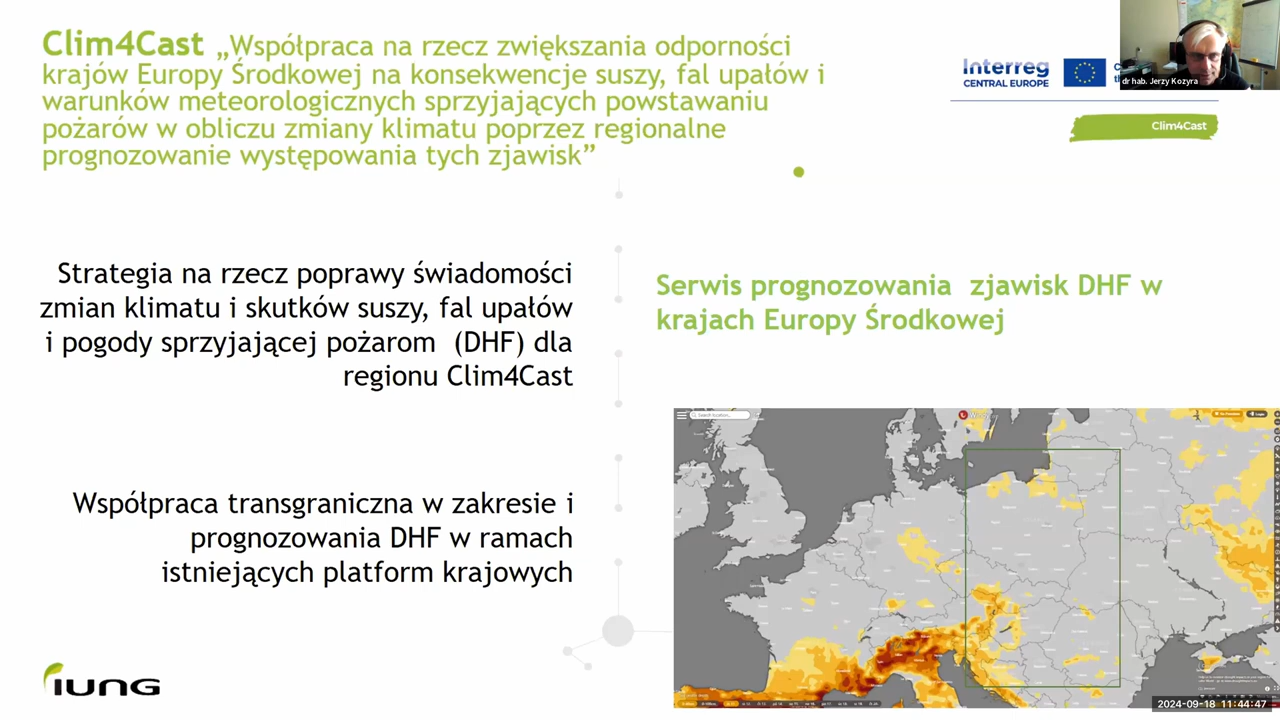 Clim4Cast „Współpraca na rzecz zwiększania odporności
krajów Europy Środkowej na konsekwencje suszy, fal upałów i
warunków meteorologicznych sprzyjających powstawaniu
pożarów w obliczu zmiany klimatu poprzez regionalne
prognozowanie występowania tych zjawisk”
Interreg
CENTRAL EUROPE
dr hab. Jerzy Kozyra
Clim4Cast
Strategia na rzecz poprawy świadomości
zmian klimatu i skutków suszy, fal upałów
i pogody sprzyjającej pożarom (DHF) dla
regionu Clim4Cast
Serwis prognozowania zjawisk DHF w
krajach Europy Środkowej
Współpraca transgraniczna w zakresie i
prognozowania DHF w ramach
istniejących platform krajowych
IUNG
2024-09-18 11:44:47